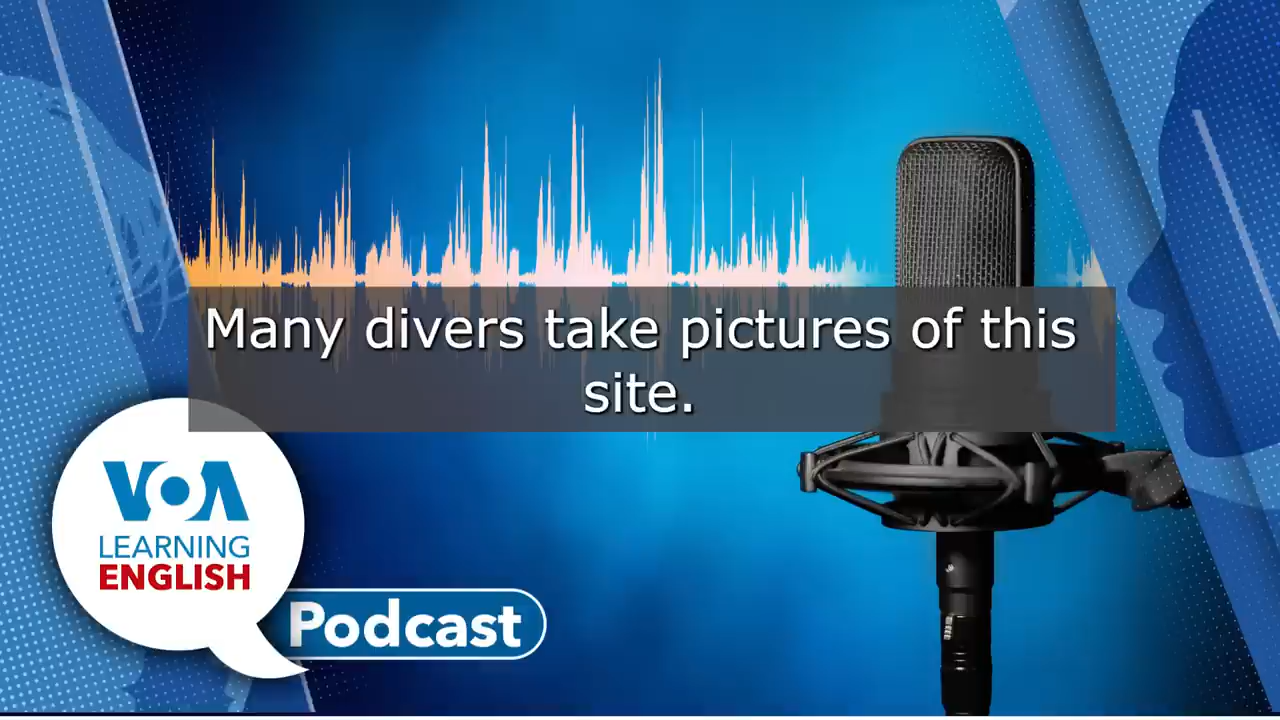 Many divers take pictures of this
site.
VOA
LEARNING
ENGLISH
Podcast